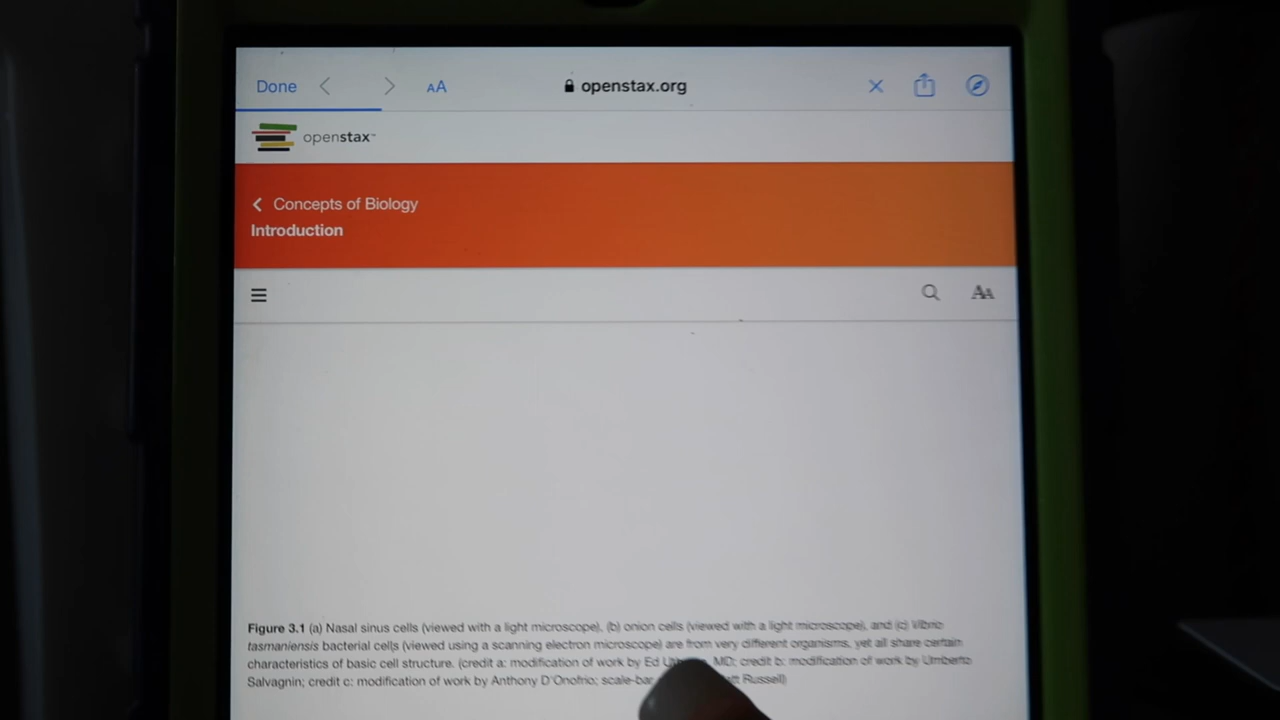 Done AA openstax.org
openstax™
Concepts of Biology
Introduction
AA
Figure 3.1 (a) Nasal sinus cells (viewed with a light microscope), (b) onion cells (viewed with a light microscope), and (c) Vibrio
tasmaniensis bacterial cells (viewed using a scanning electron microscope) are from very different organisms, yet all share certain
characteristics of basic cell structure. (credit a: modification of work by Ed MD; credit b: modification of work by Umberto
Salvagnin; credit c: modification of work by Anthony D'Onofrio; scale-bar Russell)